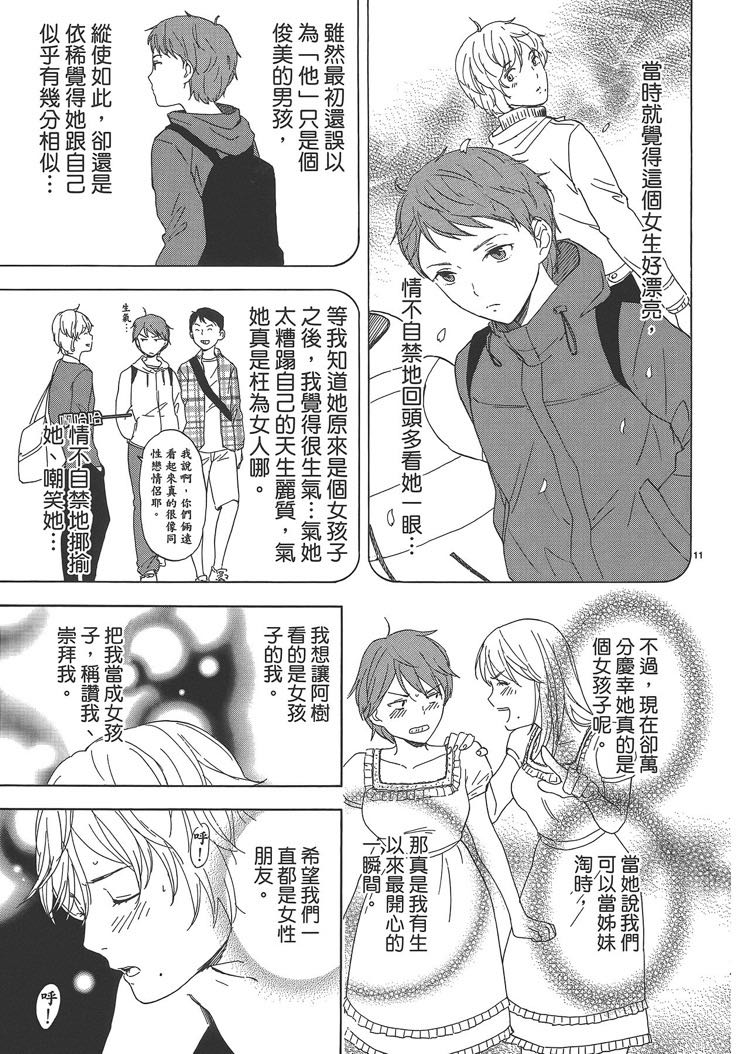 當時就覺得這個女生好漂亮，
情不自禁地回頭多看她一眼…
雖然最初還誤以
為「他」只是個
俊美的男孩，
縱使如此，卻還是
依稀覺得她跟自己
似乎有幾分相似…
等我知道她原來是個女孩子
之後，我覺得很生氣…氣她
太糟蹋自己的天生麗質，氣
她真是枉為女人哪。
生氣…
我說啊，你們倆遠
看起來真的很像同
性戀情侶耶。
情不自禁地揶揄
她、嘲笑她…
11
不過，現在卻萬
分慶幸她真的是
個女孩子呢。
當她說我們
可以當姊妹
淘時，
那真是我有生
以來最開心的
一瞬間。
我想讓阿樹
看的是女孩
子的我。
把我當成女孩
子，稱讚我、
崇拜我。
希望我們一
直都是女性
朋友。
呼！
呼！